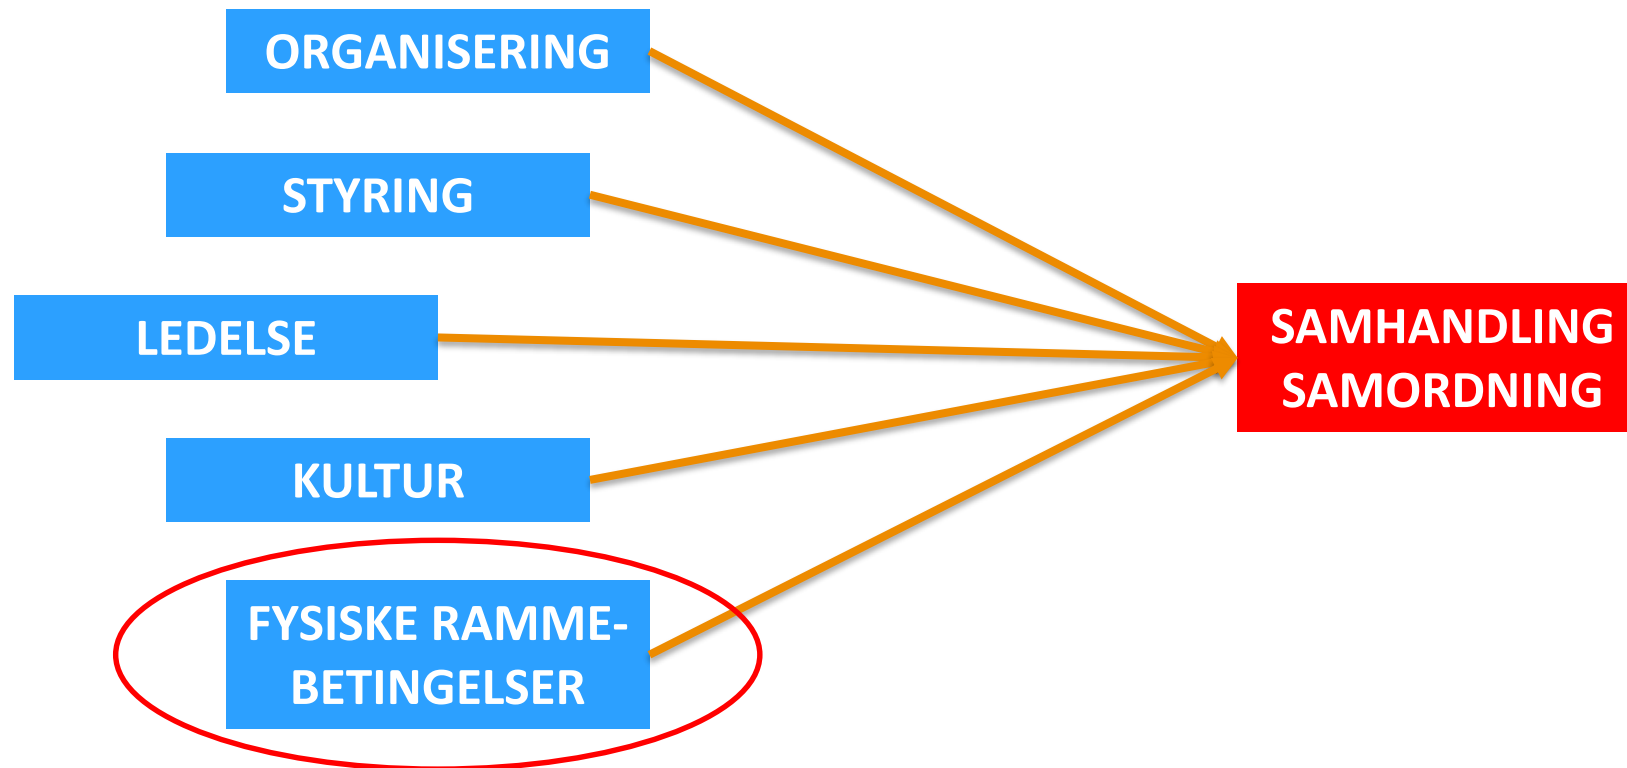 ORGANISERING
STYRING
LEDELSE
SAMHANDLING
SAMORDNING
KULTUR
FYSISKE RAMME-
BETINGELSER